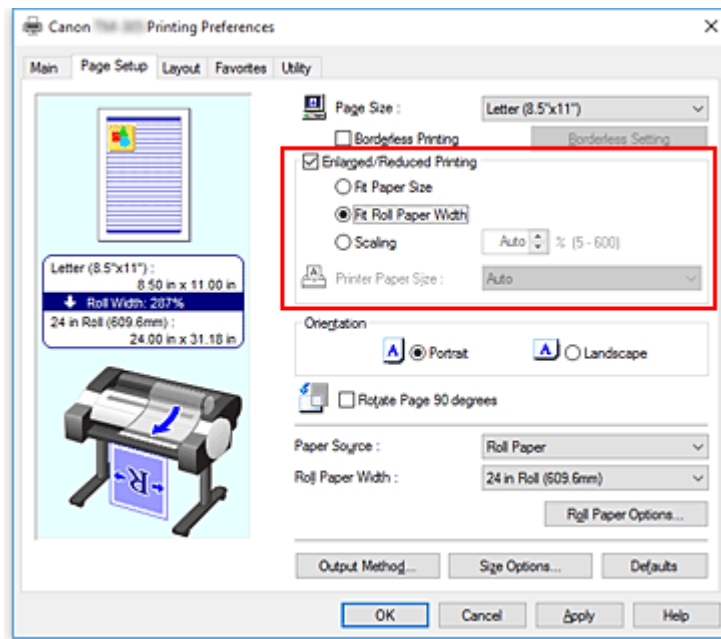 Canon Printing Preferences
Main Page Setup Layout Favorites Utility
Page Size : Letter (8.5"x11")
Borderless Printing Borderless Setting
Enlarged/Reduced Printing
Fit Paper Size
Fit Roll Paper Width
Scaling Auto % (5 - 600)
Printer Paper Size : Auto
Letter (8.5"x11") :
8.50 in x 11.00 in
Roll Width: 287%
24 in Roll (609.6mm) :
24.00 in x 31.18 in
Orientation
A Portrait A Landscape
Rotate Page 90 degrees
Paper Source : Roll Paper
Roll Paper Width : 24 in Roll (609.6mm)
Roll Paper Options...
R
Output Method... Size Options... Defaults
OK Cancel Apply Help